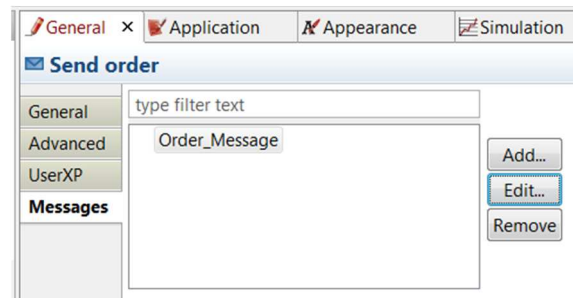 General Application Appearance Simulation
Send order
General
Advanced
UserXP
Messages
type filter text
Order_Message
Add...
Edit...
Remove